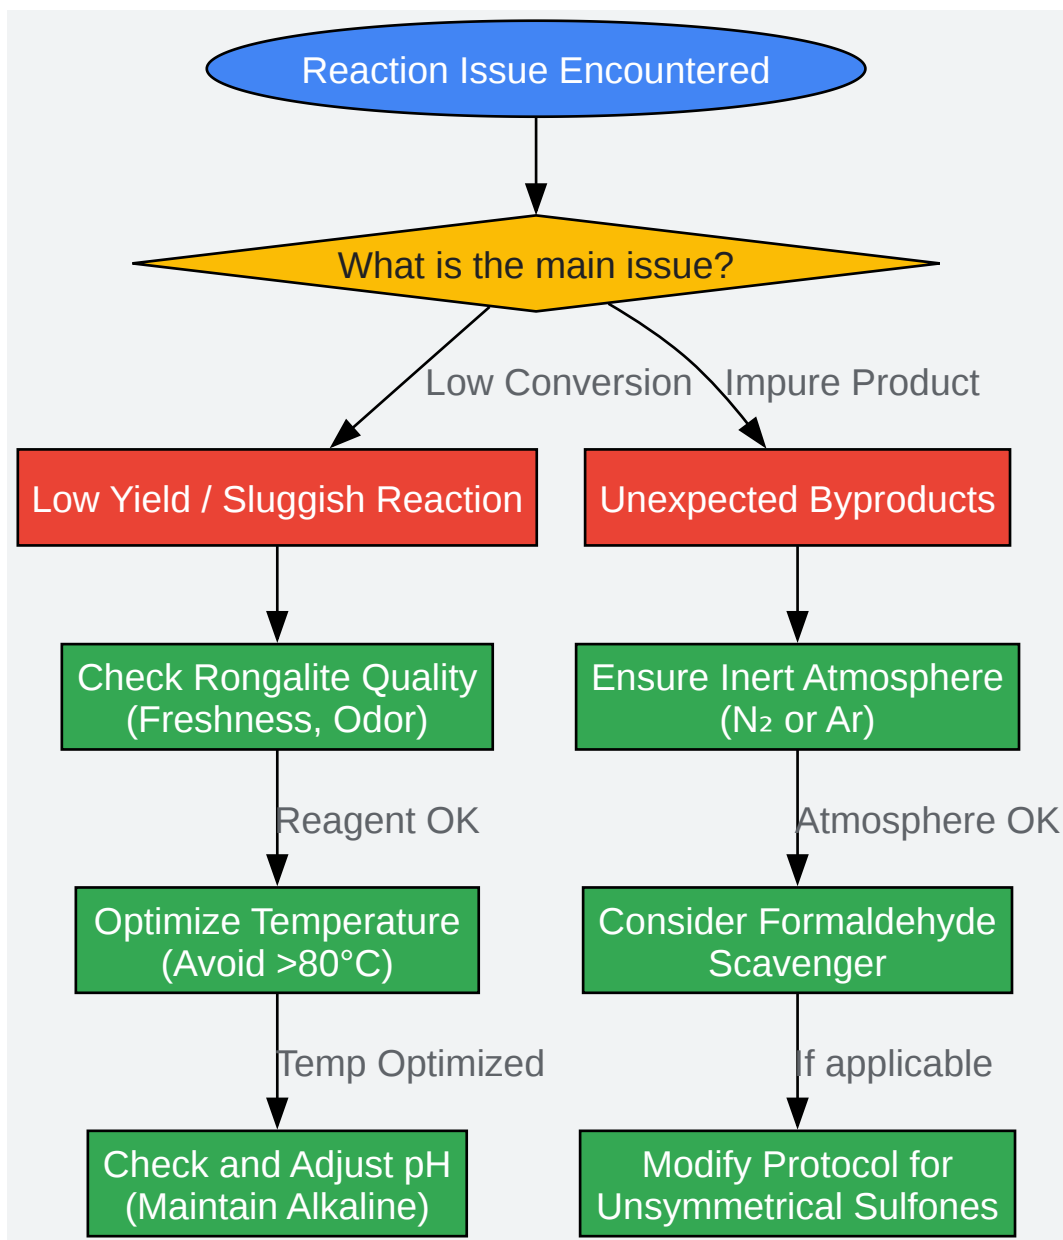 Reaction Issue Encountered
What is the main issue?
Low Conversion
Impure Product
Low Yield / Sluggish Reaction
Unexpected Byproducts
Check Rongalite Quality
(Freshness, Odor)
Ensure Inert Atmosphere
(N₂ or Ar)
Reagent OK
Atmosphere OK
Optimize Temperature
(Avoid >80°C)
Consider Formaldehyde
Scavenger
Temp Optimized
If applicable
Check and Adjust pH
(Maintain Alkaline)
Modify Protocol for
Unsymmetrical Sulfones